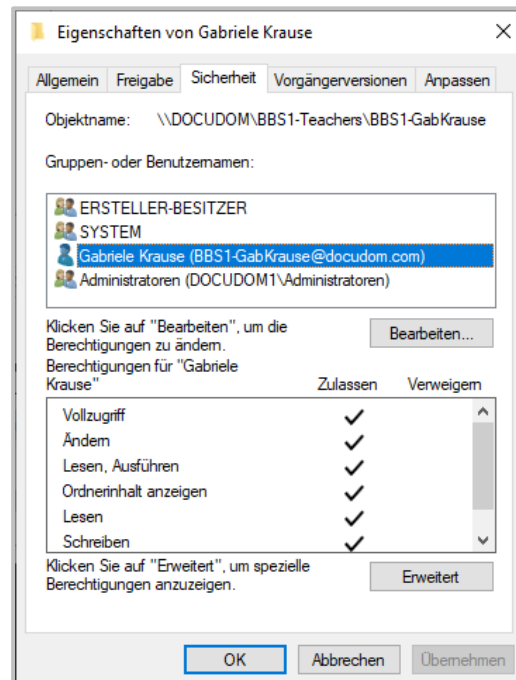 Eigenschaften von Gabriele Krause
Allgemein Freigabe Sicherheit Vorgängerversionen Anpassen
Objektname: \\DOCUDOM\BBS1-Teachers\BBS1-GabKrause
Gruppen- oder Benutzernamen:
ERSTELLER-BESITZER
SYSTEM
Gabriele Krause (BBS1-GabKrause@docudom.com)
Administratoren (DOCUDOM1\Administratoren)
Klicken Sie auf "Bearbeiten", um die
Berechtigungen zu ändern.
Bearbeiten...
Berechtigungen für "Gabriele
Krause" Zulassen Verweigern
Vollzugriff
Ändern
Lesen, Ausführen
Ordnerinhalt anzeigen
Lesen
Schreiben
Klicken Sie auf "Erweitert", um spezielle
Berechtigungen anzuzeigen.
Erweitert
OK Abbrechen Übernehmen